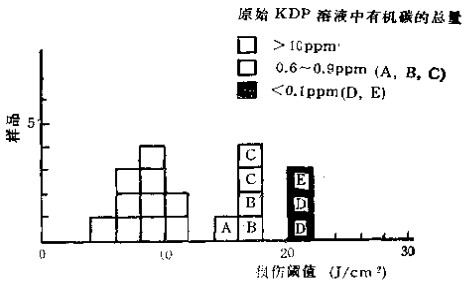 原始 KDP 溶液中有机碳的总量
>10ppm
0.6~0.9ppm (A, B, C)
<0.1ppm(D, E)
样品
5
C
C E
B D
A B D
0 10 20 30
损伤阈值 (J/cm²)